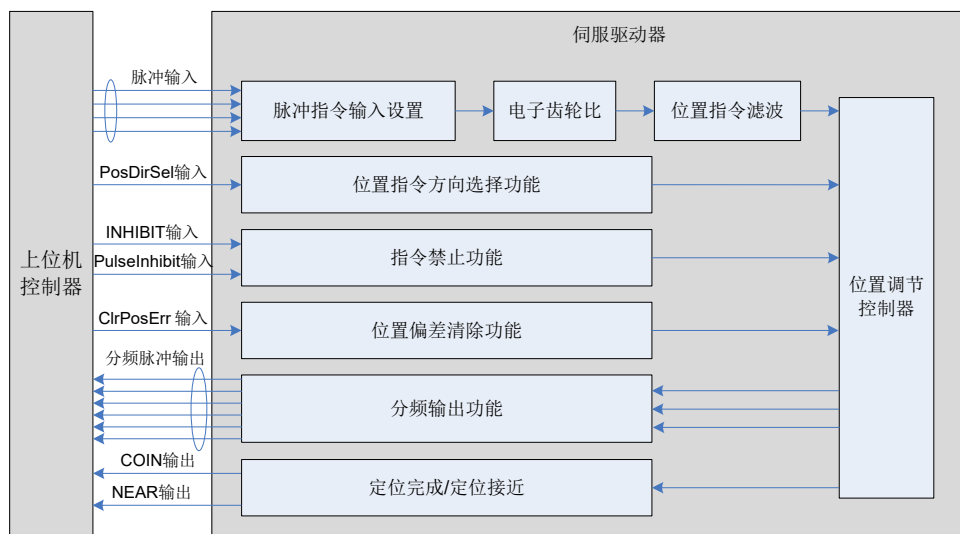 伺服驱动器
脉冲输入
脉冲指令输入设置
电子齿轮比
位置指令滤波
PosDirSel输入
位置指令方向选择功能
INHIBIT输入
PulseInhibit输入
指令禁止功能
上位机
控制器
位置调节
控制器
ClrPosErr 输入
位置偏差清除功能
分频脉冲输出
分频输出功能
COIN输出
NEAR输出
定位完成/定位接近